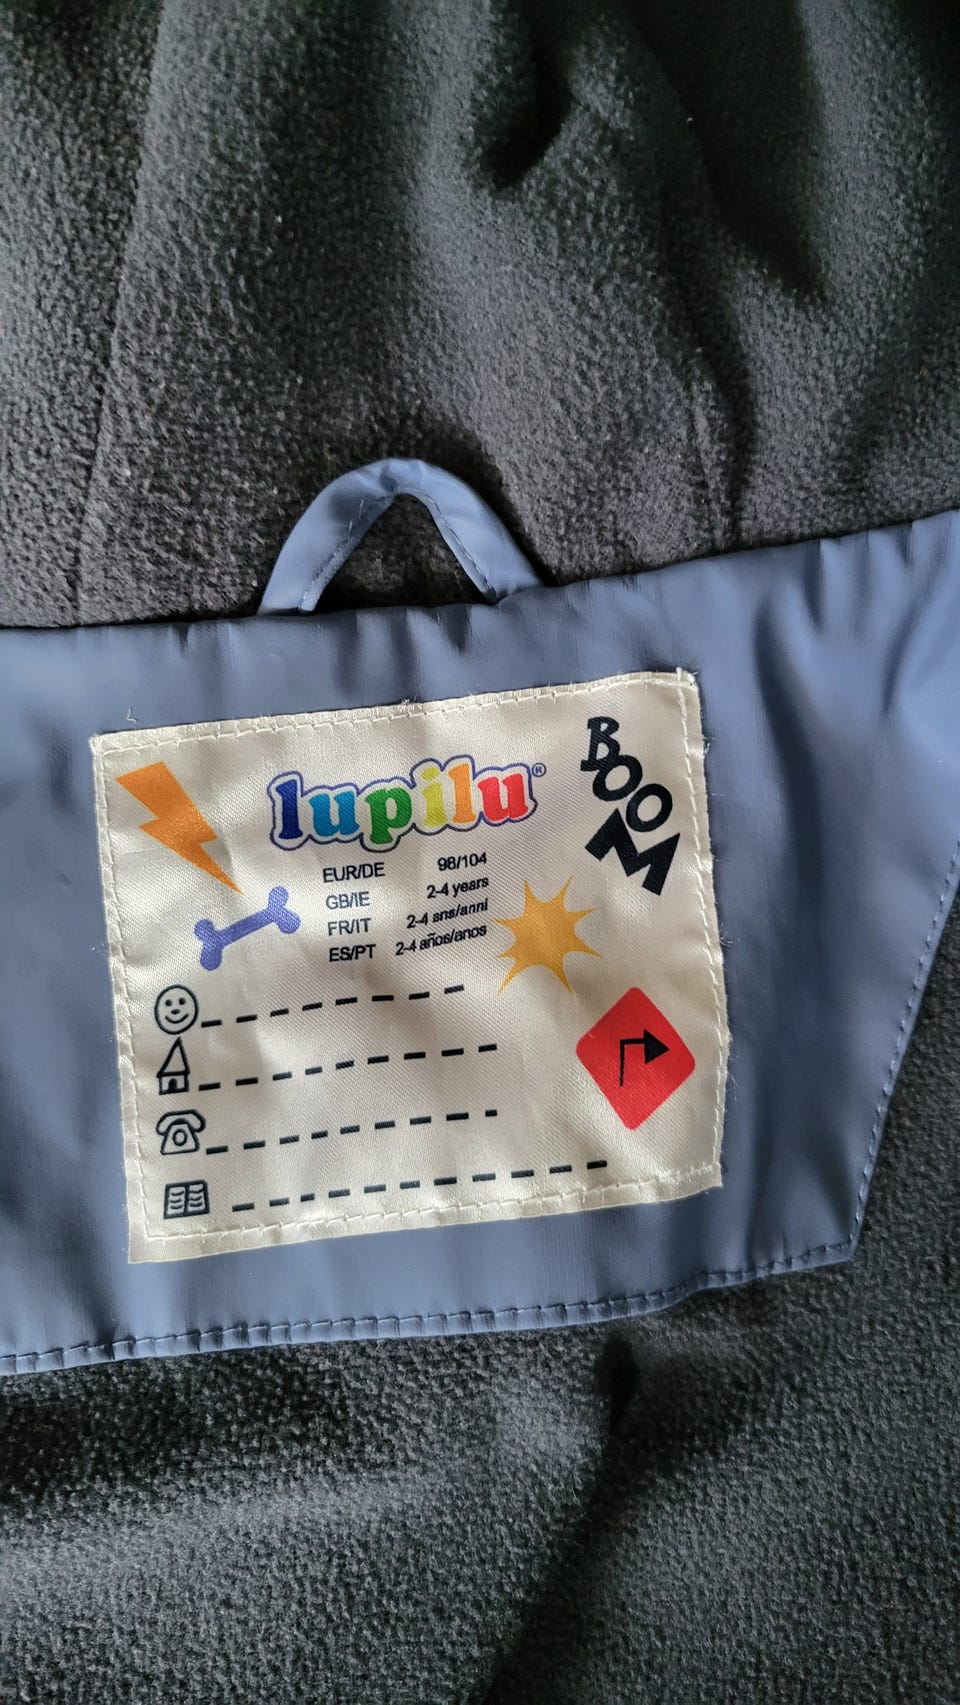 lupilu®
BOOM
EUR/DE 98/104
GB/IE 2-4 years
FR/IT 2-4 ans/anni
ES/PT 2-4 años/anos